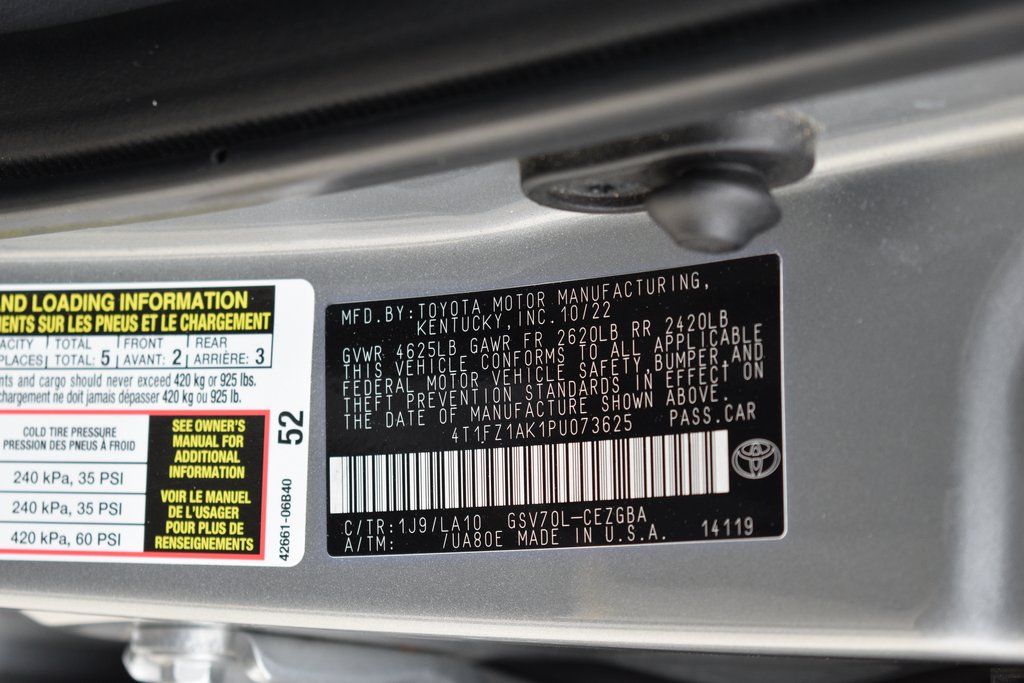 ND LOADING INFORMATION
MENTS SUR LES PNEUS ET LE CHARGEMENT
ACITY TOTAL FRONT REAR
PLACES TOTAL: 5 AVANT: 2 ARRIÈRE: 3
nts and cargo should never exceed 420 kg or 925 lbs.
chargement ne doit jamais dépasser 420 kg ou 925 lb.
COLD TIRE PRESSURE
PRESSION DES PNEUS À FROID
240 kPa, 35 PSI
240 kPa, 35 PSI
420 kPa, 60 PSI
SEE OWNER'S
MANUAL FOR
ADDITIONAL
INFORMATION
VOIR LE MANUEL
DE L'USAGER
POUR PLUS DE
RENSEIGNEMENTS
52
42661-06B40
MFD.BY:TOYOTA MOTOR MANUFACTURING,
KENTUCKY,INC.10/22
GVWR 4625LB GAWR FR 2620LB RR 2420LB
THIS VEHICLE CONFORMS TO ALL APPLICABLE
FEDERAL MOTOR VEHICLE SAFETY,BUMPER,AND
THEFT PREVENTION STANDARDS IN EFFECT ON
THE DATE OF MANUFACTURE SHOWN ABOVE.
4T1FZ1AK1PU073625 PASS.CAR
C/TR:1J9/LA10 GSV70L-CEZGBA
A/TM: /UA80E MADE IN U.S.A. 14119